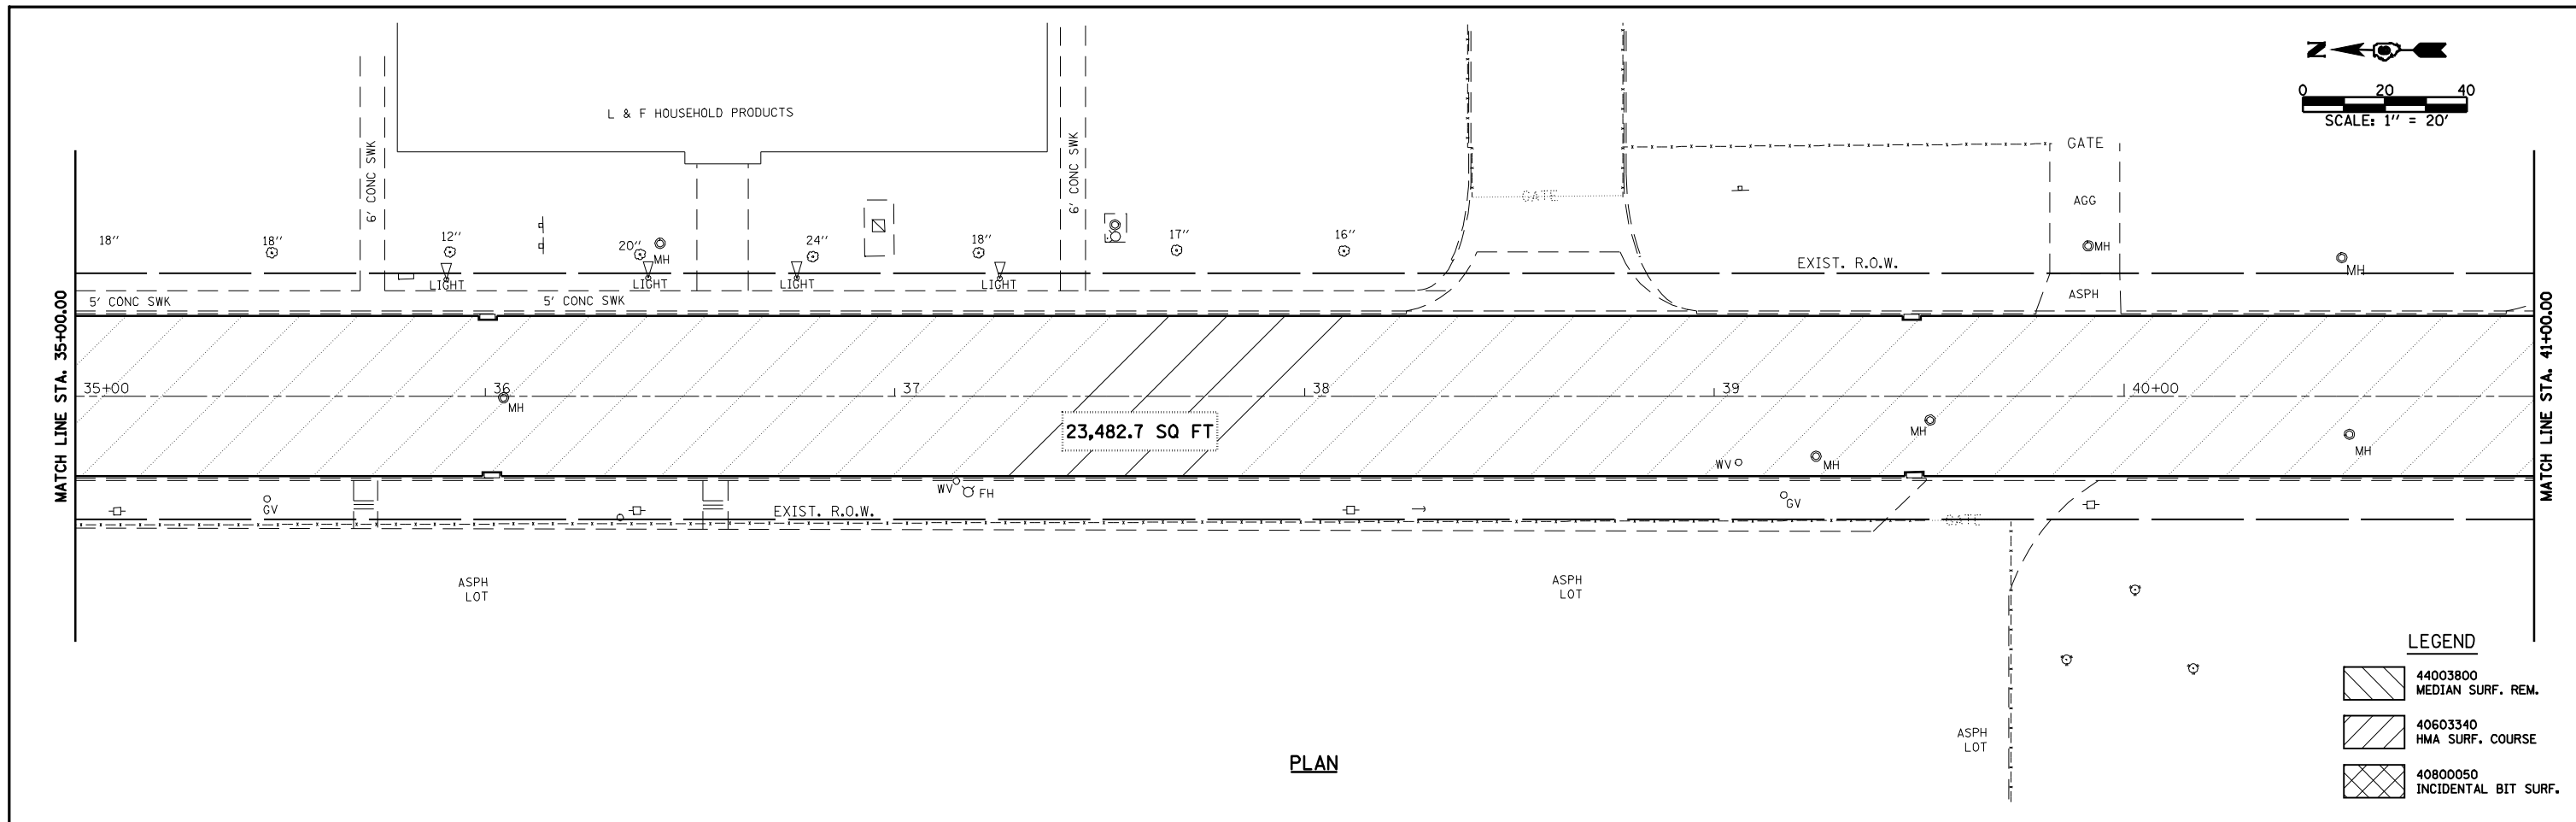 N
0 20 40
SCALE: 1" = 20'
L & F HOUSEHOLD PRODUCTS
6' CONC SWK
6' CONC SWK
GATE
GATE
AGG
18"
18"
12"
20"
24"
18"
17"
16"
MH
MH
MH
EXIST. R.O.W.
LIGHT
LIGHT
LIGHT
LIGHT
ASPH
5' CONC SWK
5' CONC SWK
MATCH LINE STA. 35+00.00
MATCH LINE STA. 41+00.00
35+00
36
37
38
39
40+00
MH
23,482.7 SQ FT
MH
MH
MH
WV
WV
FH
GV
GV
EXIST. R.O.W.
GATE
ASPH
LOT
ASPH
LOT
ASPH
LOT
PLAN
LEGEND
44003800
MEDIAN SURF. REM.
40603340
HMA SURF. COURSE
40800050
INCIDENTAL BIT SURF.